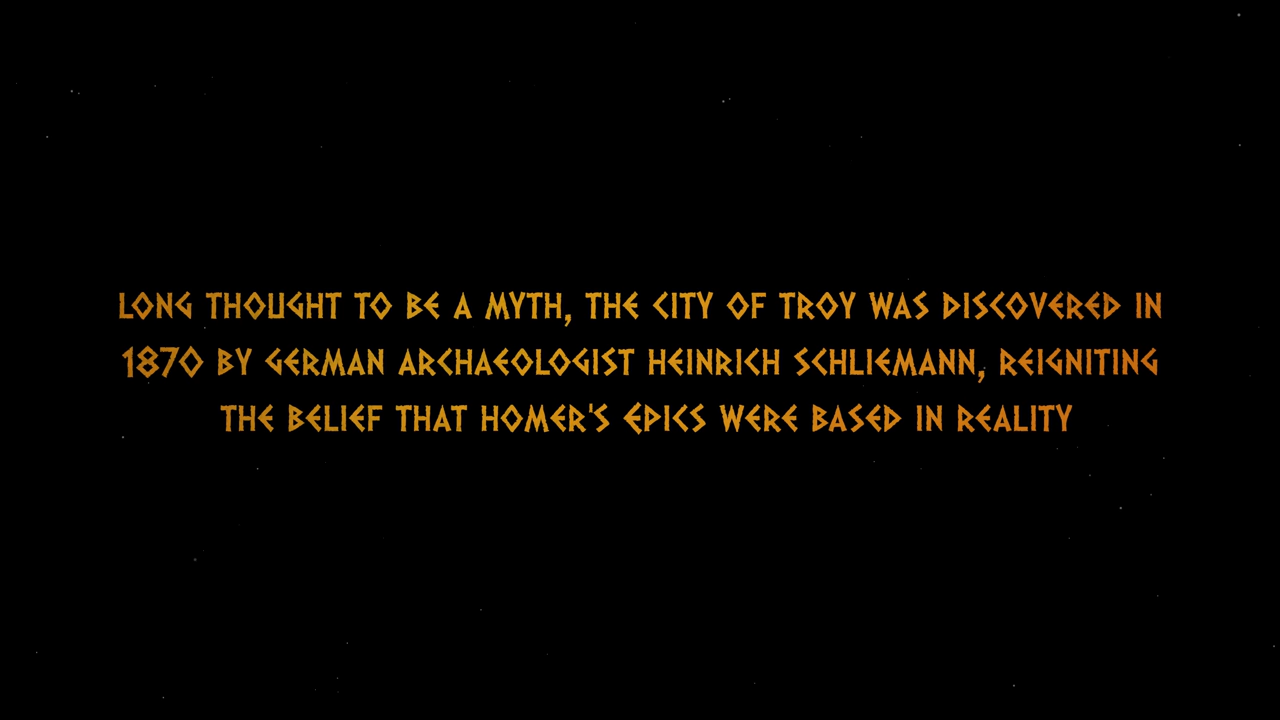 LONG THOUGHT TO BE A MYTH, THE CITY OF TROY WAS DISCOVERED IN
1870 BY GERMAN ARCHAEOLOGIST HEINRICH SCHLIEMANN, REIGNITING
THE BELIEF THAT HOMER'S EPICS WERE BASED IN REALITY